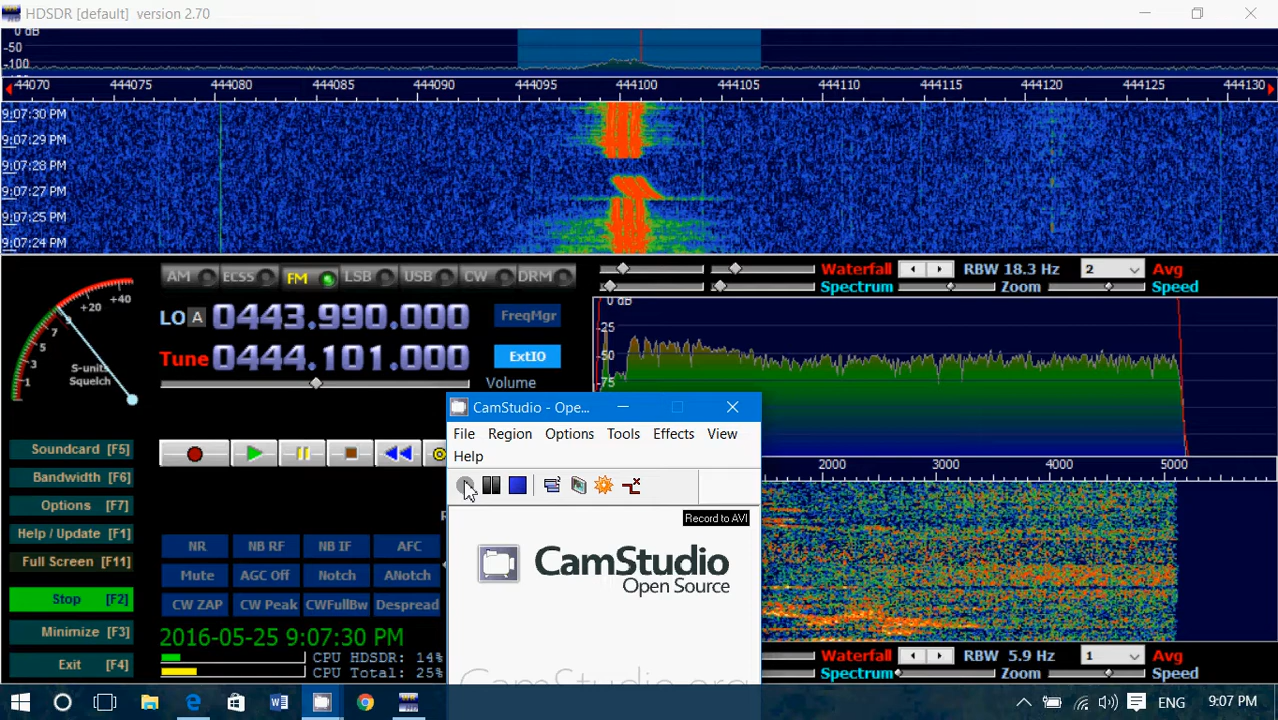 HDSDR [default] version 2.70
0 dB
-50
-100
44070 444075 444080 444085 444090 444095 444100 444105 444110 444115 444120 444125 444130
9:07:30 PM
9:07:29 PM
9:07:28 PM
9:07:27 PM
9:07:25 PM
9:07:24 PM
AM ECSS FM LSB USB CW DRM
Waterfall RBW 18.3 Hz 2 Avg
Spectrum Zoom Speed
+20 +40
9
7
5
3
1
S-units
Squelch
LO A 0443.990.000 FreqMgr
Tune 0444.101.000 ExtIO
Volume
0 dB
-25
-50
-75
CamStudio - Ope...
File Region Options Tools Effects View
Help
Record to AVI
CamStudio
Open Source
CamStudio.org
Soundcard [F5]
Bandwidth [F6]
Options [F7]
Help / Update [F1]
Full Screen [F11]
Stop [F2]
Minimize [F3]
Exit [F4]
NR NB RF NB IF AFC
Mute AGC Off Notch ANotch
CW ZAP CW Peak CWFullBw Despread
2016-05-25 9:07:30 PM
CPU HDSDR: 14%
CPU Total: 25%
2000 3000 4000 5000
Waterfall RBW 5.9 Hz 1 Avg
Spectrum Zoom Speed
ENG 9:07 PM